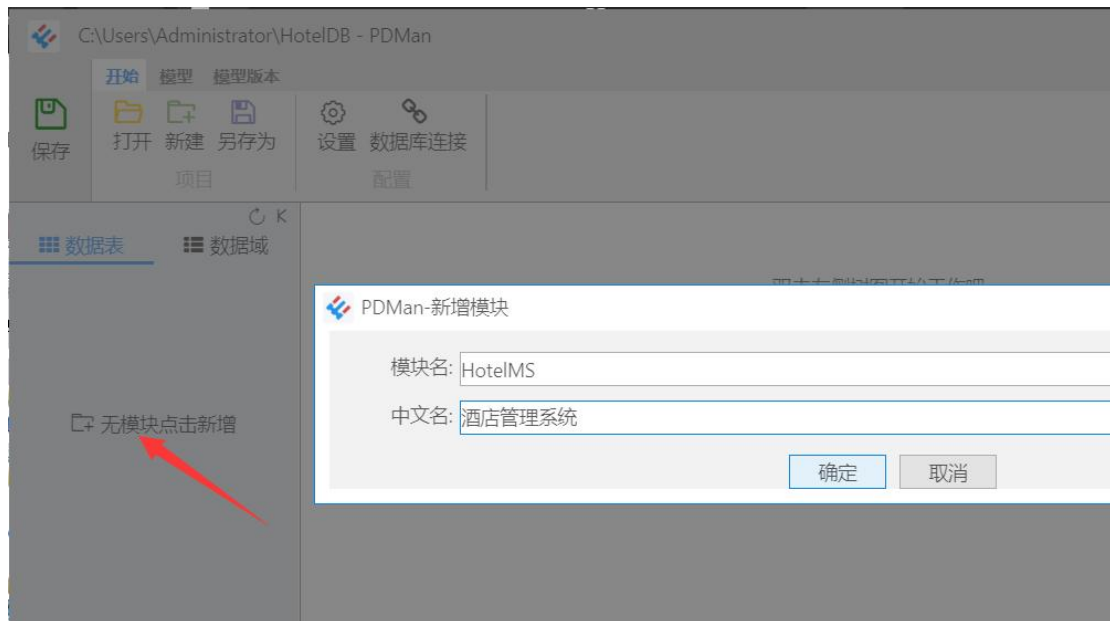 C:\Users\Administrator\HotelDB - PDMan
开始 模型 模型版本
保存
打开 新建 另存为
设置 数据库连接
项目
配置
K
数据表 数据域
PDMan-新增模块
模块名: HotelMS
中文名: 酒店管理系统
无模块点击新增
确定 取消